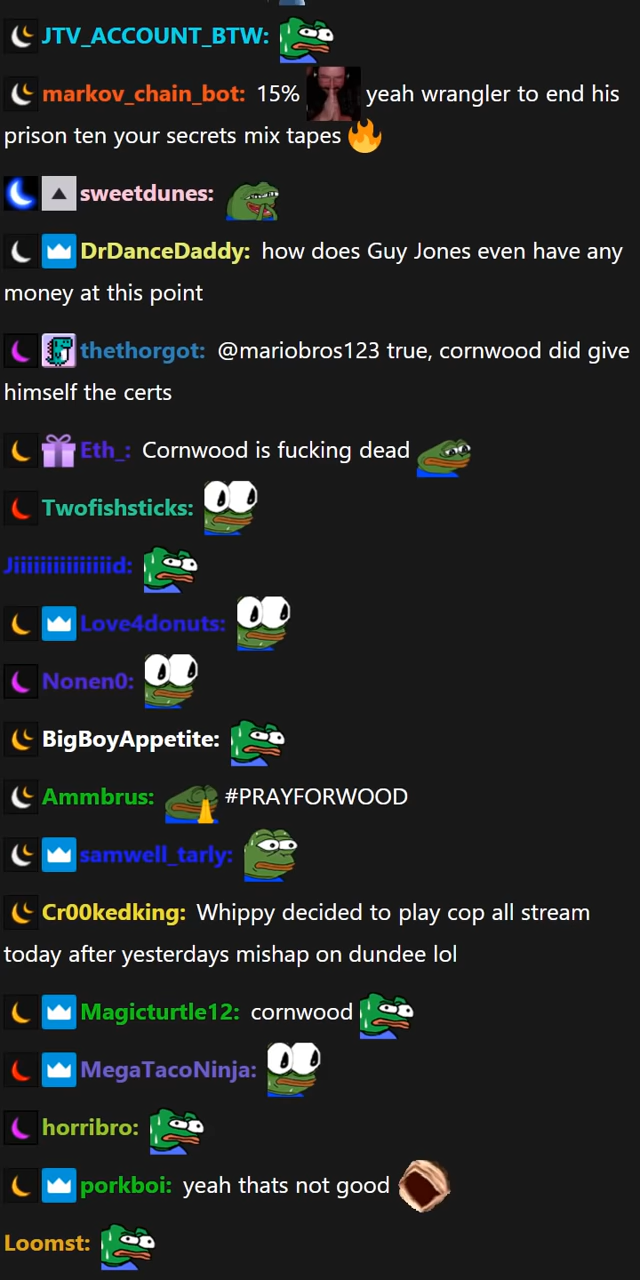 JTV_ACCOUNT_BTW:
markov_chain_bot: 15% yeah wrangler to end his
prison ten your secrets mix tapes
sweetdunes:
DrDanceDaddy: how does Guy Jones even have any
money at this point
thethorgot: @mariobros123 true, cornwood did give
himself the certs
Eth_: Cornwood is fucking dead
Twofishsticks:
Jiiiiiiiiiiiiiiid:
Love4donuts:
Nonen0:
BigBoyAppetite:
Ammbrus: #PRAYFORWOOD
samwell_tarly:
Cr00kedking: Whippy decided to play cop all stream
today after yesterdays mishap on dundee lol
Magicturtle12: cornwood
MegaTacoNinja:
horribro:
porkboi: yeah thats not good
Loomst: